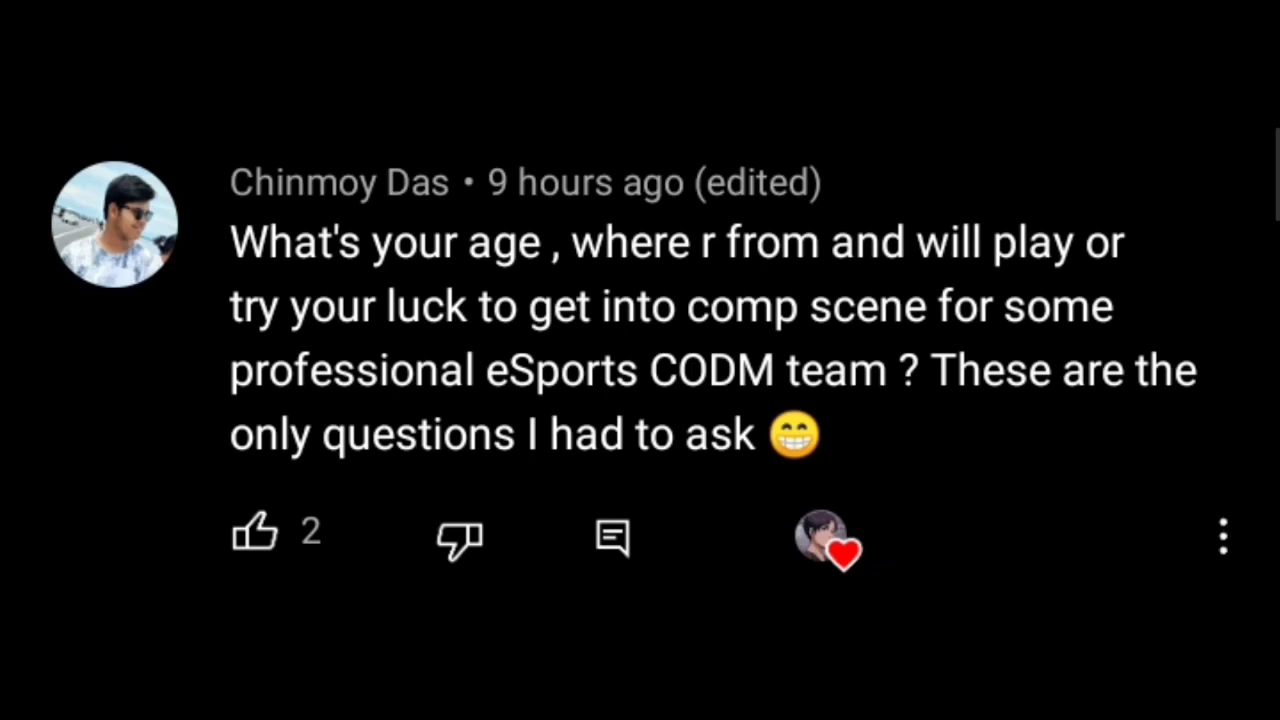 Chinmoy Das • 9 hours ago (edited)
What's your age , where r from and will play or
try your luck to get into comp scene for some
professional eSports CODM team ? These are the
only questions I had to ask 😁
2